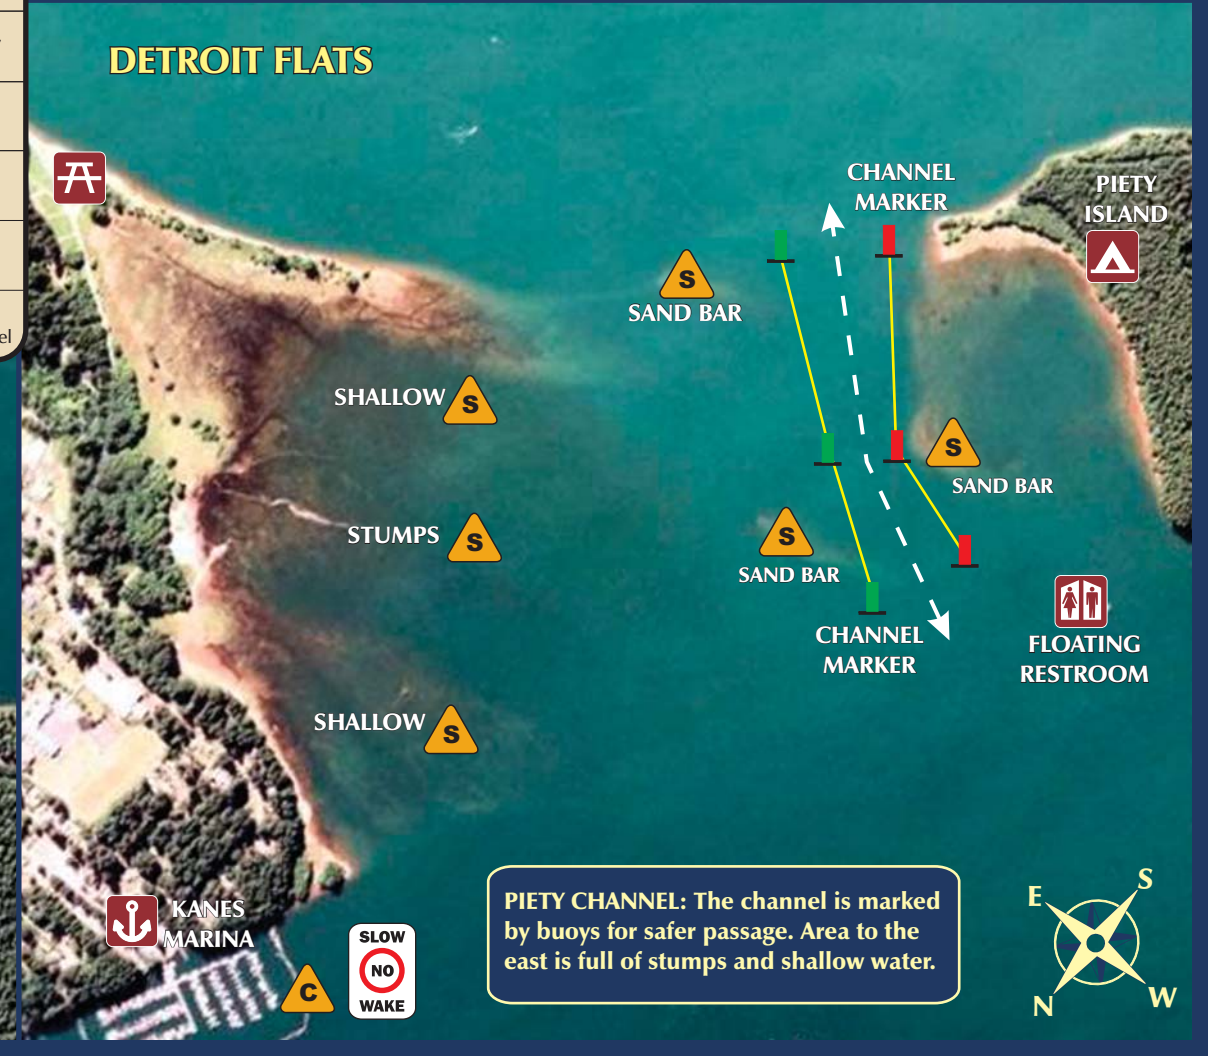 DETROIT FLATS
el
CHANNEL
MARKER
PIETY
ISLAND
S
SAND BAR
SHALLOW S
S
SAND BAR
STUMPS S
S
SAND BAR
CHANNEL
MARKER
FLOATING
RESTROOM
SHALLOW S
KANES
MARINA
C
SLOW
NO
WAKE
PIETY CHANNEL: The channel is marked
by buoys for safer passage. Area to the
east is full of stumps and shallow water.
E S
N W